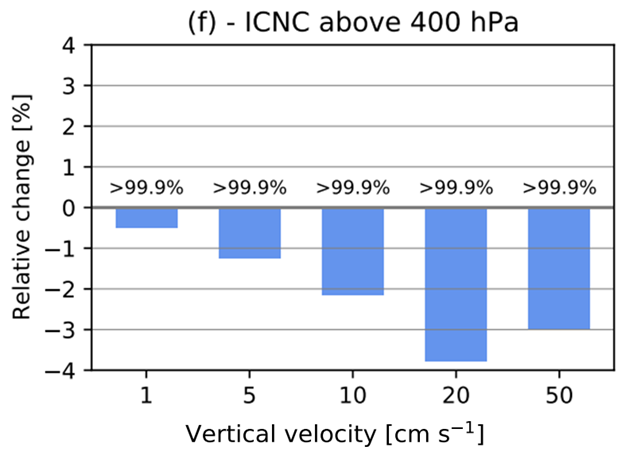 (f) - ICNC above 400 hPa
Relative change [%]
4
3
2
1
0
−1
−2
−3
−4
>99.9% >99.9% >99.9% >99.9% >99.9%
1 5 10 20 50
Vertical velocity [cm s⁻¹]